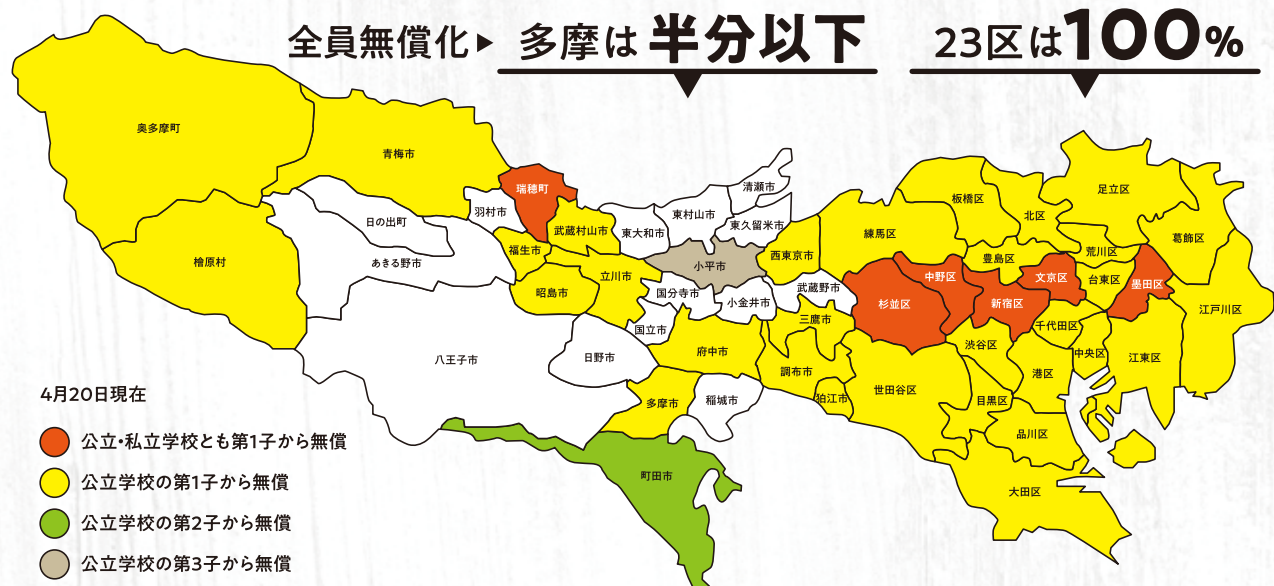 全員無償化▶ 多摩は半分以下 23区は100%
奥多摩町
青梅市
瑞穂町
羽村市
武蔵村山市
福生市
日の出町
あきる野市
檜原村
昭島市
立川市
東大和市
東村山市
清瀬市
東久留米市
小平市
西東京市
国分寺市
小金井市
武蔵野市
国立市
三鷹市
八王子市
日野市
府中市
調布市
狛江市
多摩市
稲城市
町田市
練馬区
板橋区
北区
足立区
葛飾区
荒川区
豊島区
中野区
杉並区
新宿区
文京区
台東区
墨田区
江戸川区
千代田区
渋谷区
中央区
江東区
港区
世田谷区
目黒区
品川区
大田区
4月20日現在
公立・私立学校とも第1子から無償
公立学校の第1子から無償
公立学校の第2子から無償
公立学校の第3子から無償